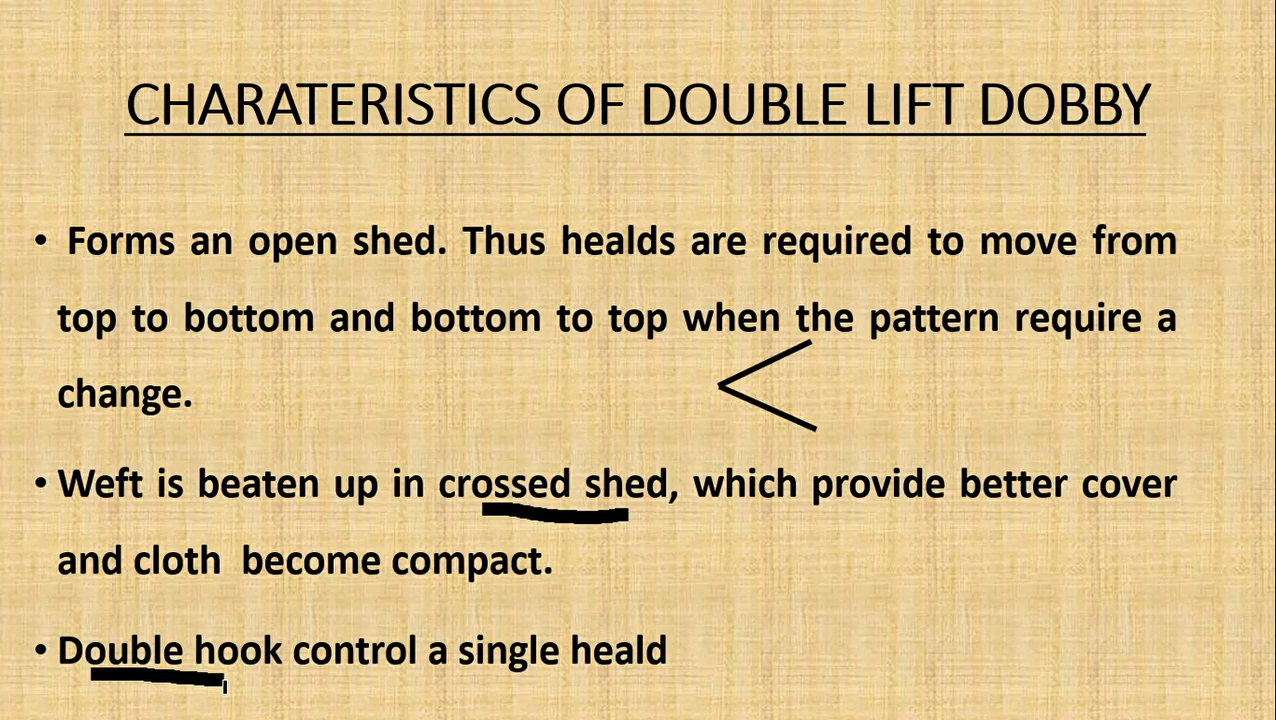 CHARATERISTICS OF DOUBLE LIFT DOBBY
• Forms an open shed. Thus healds are required to move from
top to bottom and bottom to top when the pattern require a
change.
• Weft is beaten up in crossed shed, which provide better cover
and cloth become compact.
• Double hook control a single heald